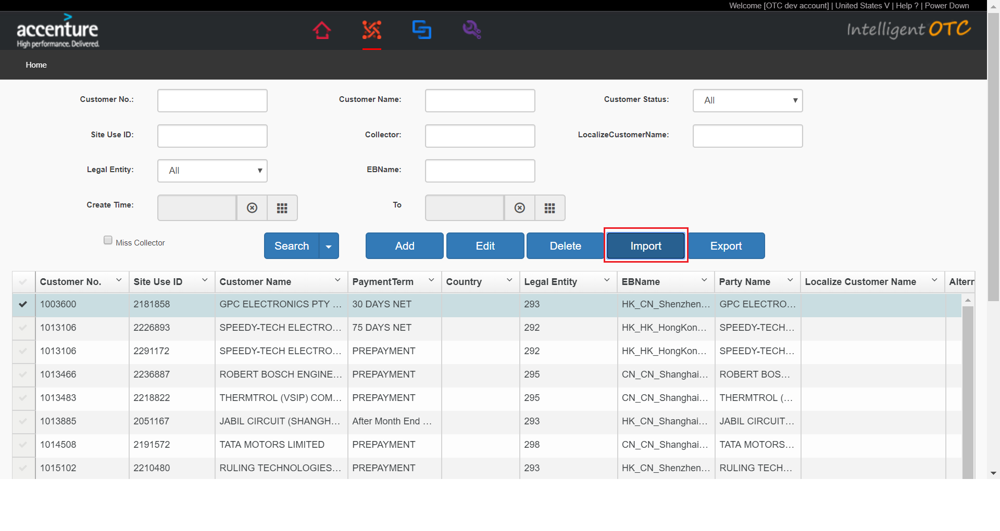 Welcome [OTC dev account] | United States V | Help ? | Power Down
accenture
High performance. Delivered.
Intelligent OTC
Home
Customer No.: Customer Name: Customer Status: All
Site Use ID: Collector: LocalizeCustomerName:
Legal Entity: All EBName:
Create Time: To
Miss Collector Search Add Edit Delete Import Export
Customer No. Site Use ID Customer Name PaymentTerm Country Legal Entity EBName Party Name Localize Customer Name Altern
1003600 2181858 GPC ELECTRONICS PTY ... 30 DAYS NET 293 HK_CN_Shenzhen... GPC ELECTRO...
1013106 2226893 SPEEDY-TECH ELECTRO... 75 DAYS NET 292 HK_HK_HongKon... SPEEDY-TECH...
1013106 2291172 SPEEDY-TECH ELECTRO... PREPAYMENT 292 HK_HK_HongKon... SPEEDY-TECH...
1013466 2236887 ROBERT BOSCH ENGINE... PREPAYMENT 295 CN_CN_Shanghai... ROBERT BOS...
1013483 2218822 THERMTROL (VSIP) COM... PREPAYMENT 295 CN_CN_Shanghai... THERMTROL (...
1013885 2051167 JABIL CIRCUIT (SHANGH... After Month End ... 293 HK_CN_Shanghai... JABIL CIRCUIT...
1014508 2191572 TATA MOTORS LIMITED PREPAYMENT 298 CN_CN_Shanghai... TATA MOTORS...
1015102 2210480 RULING TECHNOLOGIES... PREPAYMENT 293 HK_CN_Shenzhen... RULING TECH...